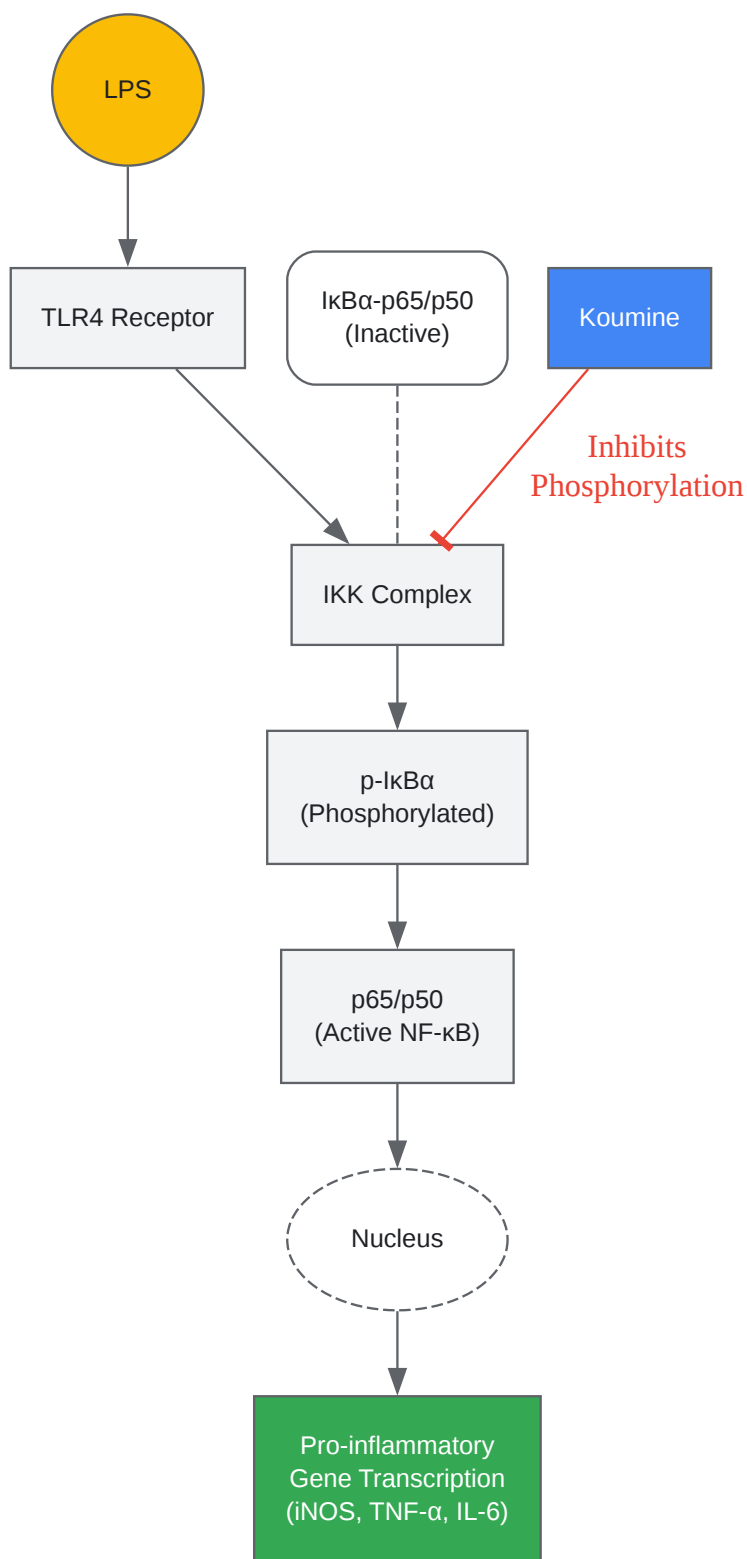 LPS
TLR4 Receptor
IκBα-p65/p50
(Inactive)
Koumine
Inhibits
Phosphorylation
IKK Complex
p-IκBα
(Phosphorylated)
p65/p50
(Active NF-κB)
Nucleus
Pro-inflammatory
Gene Transcription
(iNOS, TNF-α, IL-6)